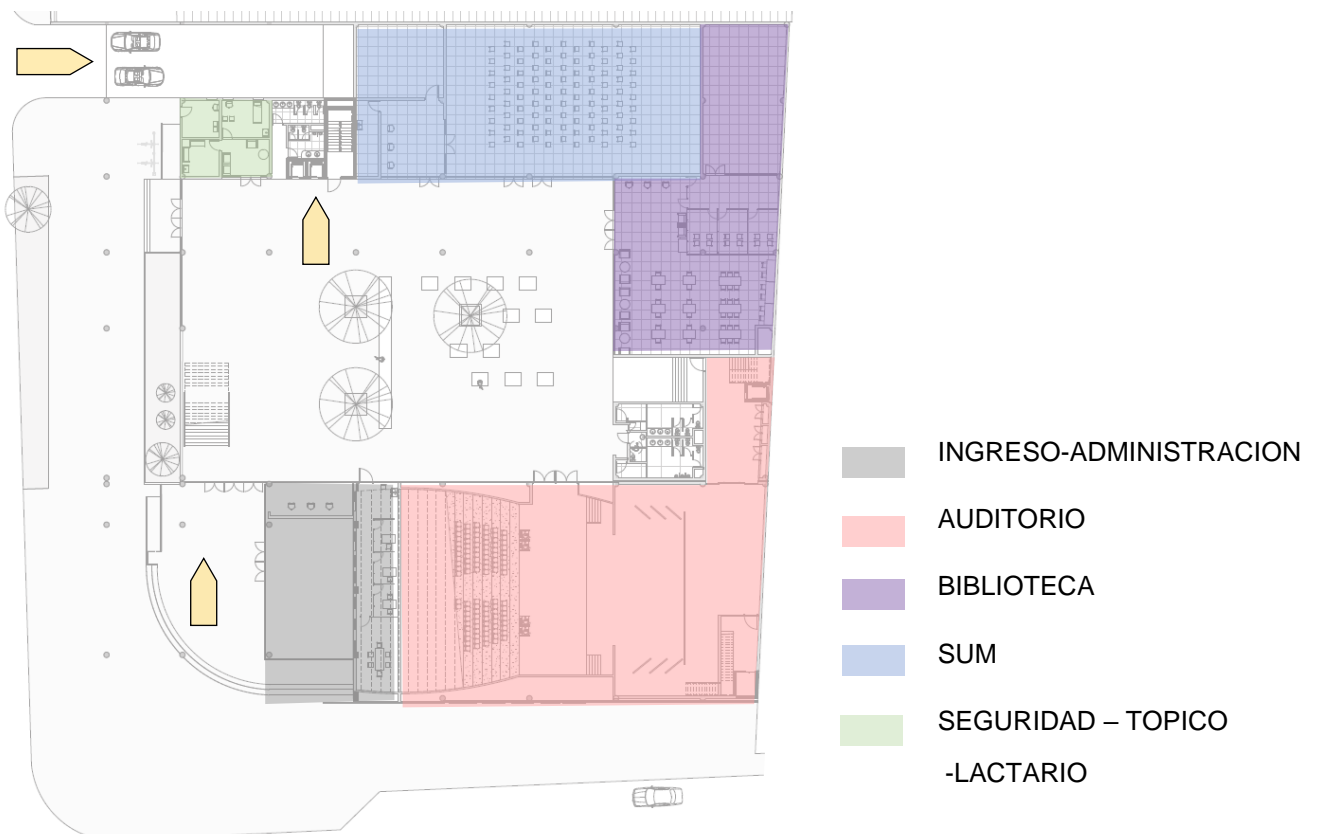 INGRESO-ADMINISTRACION
AUDITORIO
BIBLIOTECA
SUM
SEGURIDAD – TOPICO
-LACTARIO